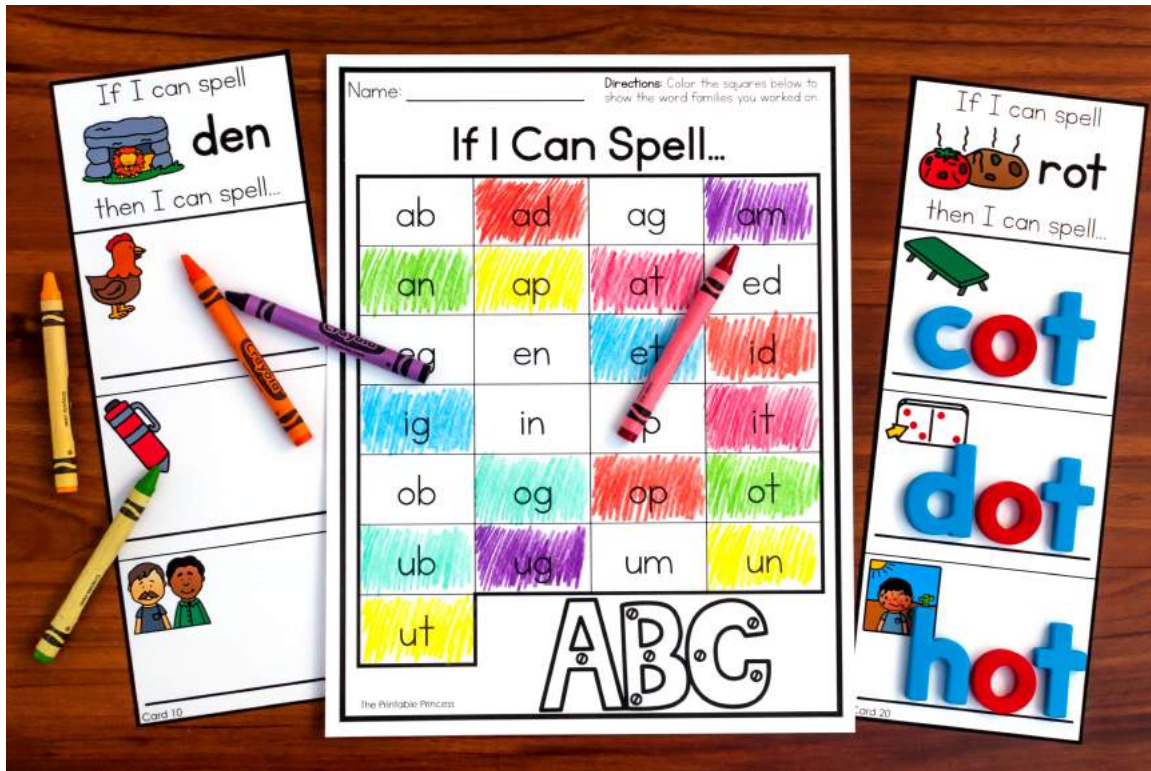 If I can spell
den
then I can spell...
Card 10
Crayola
Crayola
Name:
Directions: Color the squares below to
show the word families you worked on.
If I Can Spell...
ab ad ag am
an ap at ed
eg en et id
ig in it
ob og op ot
ub ug um un
ut
ABC
The Printable Princess
If I can spell
rot
then I can spell...
cot
dot
hot
Card 20